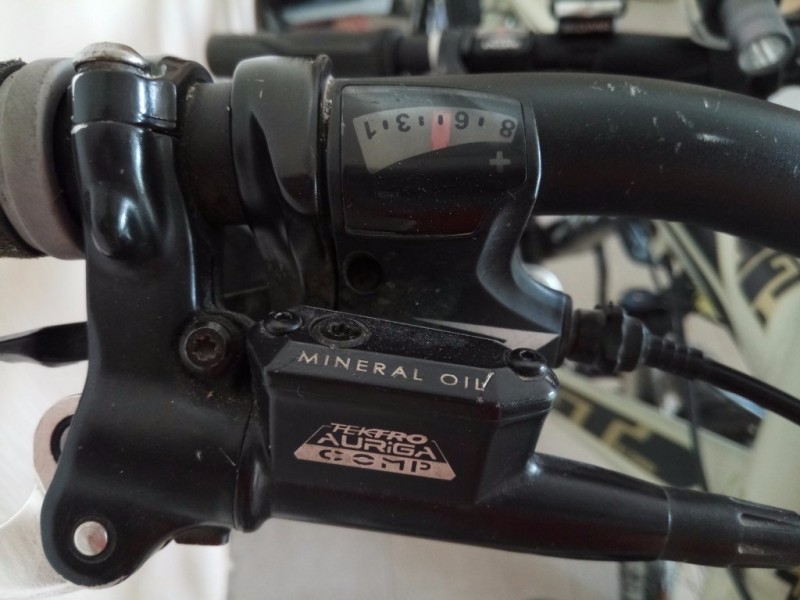 1 3 6 8
+
MINERAL OIL
TEKTRO
AURIGA
COMP